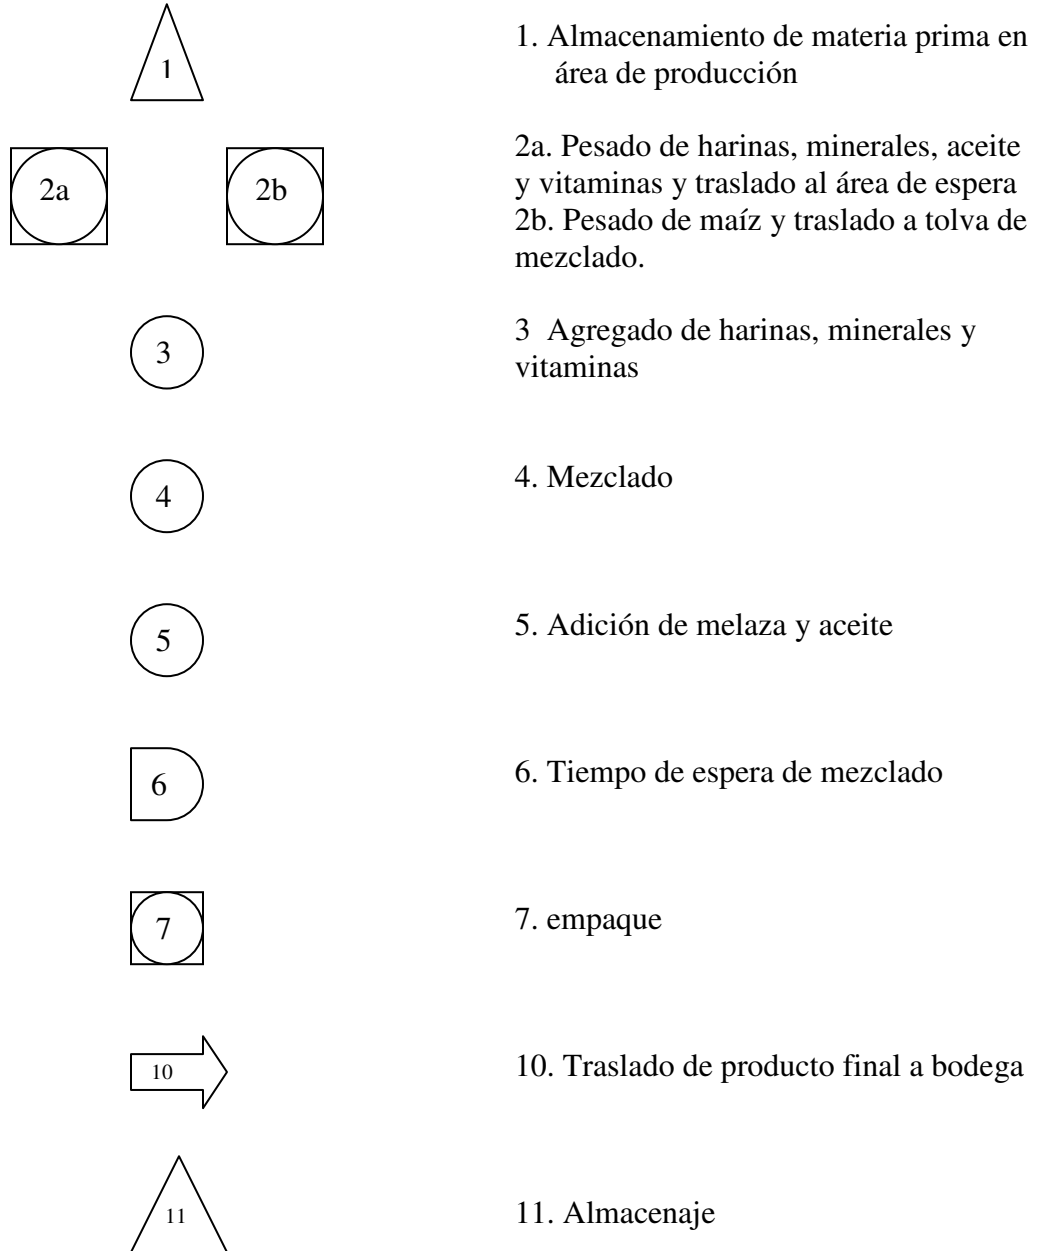 1
1. Almacenamiento de materia prima en
área de producción
2a
2b
2a. Pesado de harinas, minerales, aceite
y vitaminas y traslado al área de espera
2b. Pesado de maíz y traslado a tolva de
mezclado.
3
3 Agregado de harinas, minerales y
vitaminas
4
4. Mezclado
5
5. Adición de melaza y aceite
6
6. Tiempo de espera de mezclado
7
7. empaque
10
10. Traslado de producto final a bodega
11
11. Almacenaje